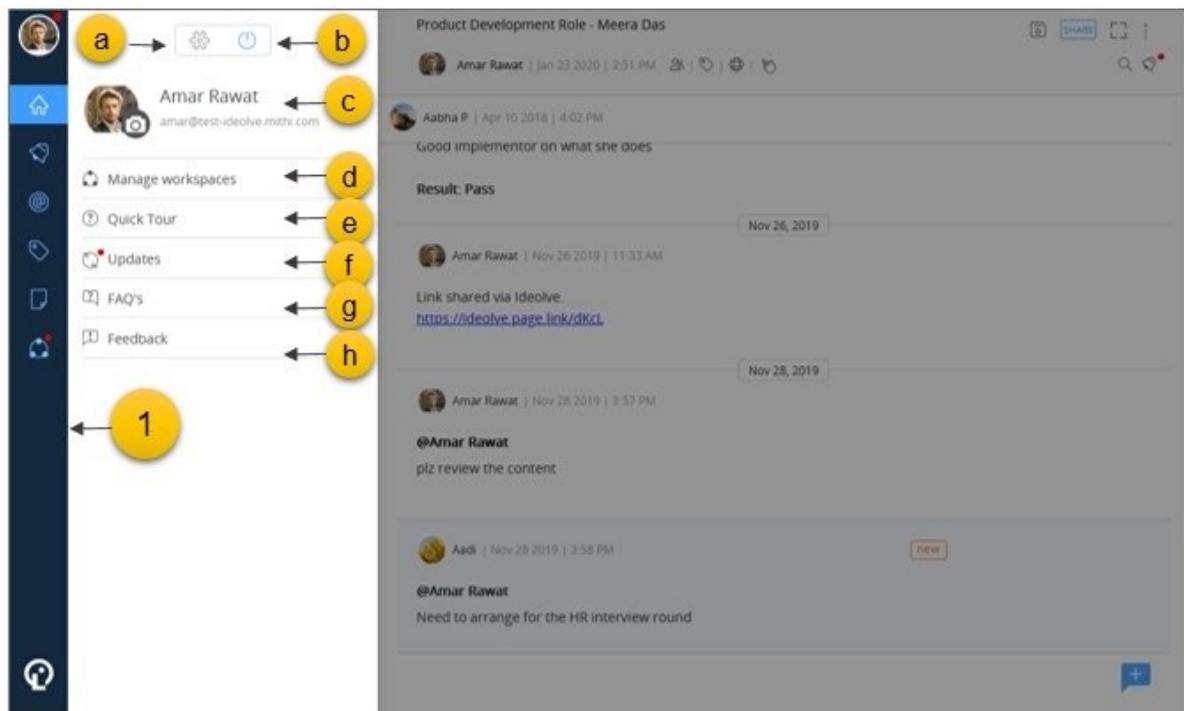 a
b
Amar Rawat
amar@test-ideolve.mithi.com
c
Manage workspaces
d
Quick Tour
e
Updates
f
FAQ's
g
Feedback
h
1
Product Development Role - Meera Das
SHARE
Amar Rawat | Jan 23 2020 | 2:51 PM
Aabha P | Apr 10 2018 | 4:02 PM
Good implementor on what she does
Result: Pass
Nov 26, 2019
Amar Rawat | Nov 26 2019 | 11:33 AM
Link shared via Ideolve.
https://ideolve.page.link/dKcL
Nov 28, 2019
Amar Rawat | Nov 28 2019 | 3:57 PM
@Amar Rawat
plz review the content
Aadi | Nov 28 2019 | 3:58 PM
new
@Amar Rawat
Need to arrange for the HR interview round